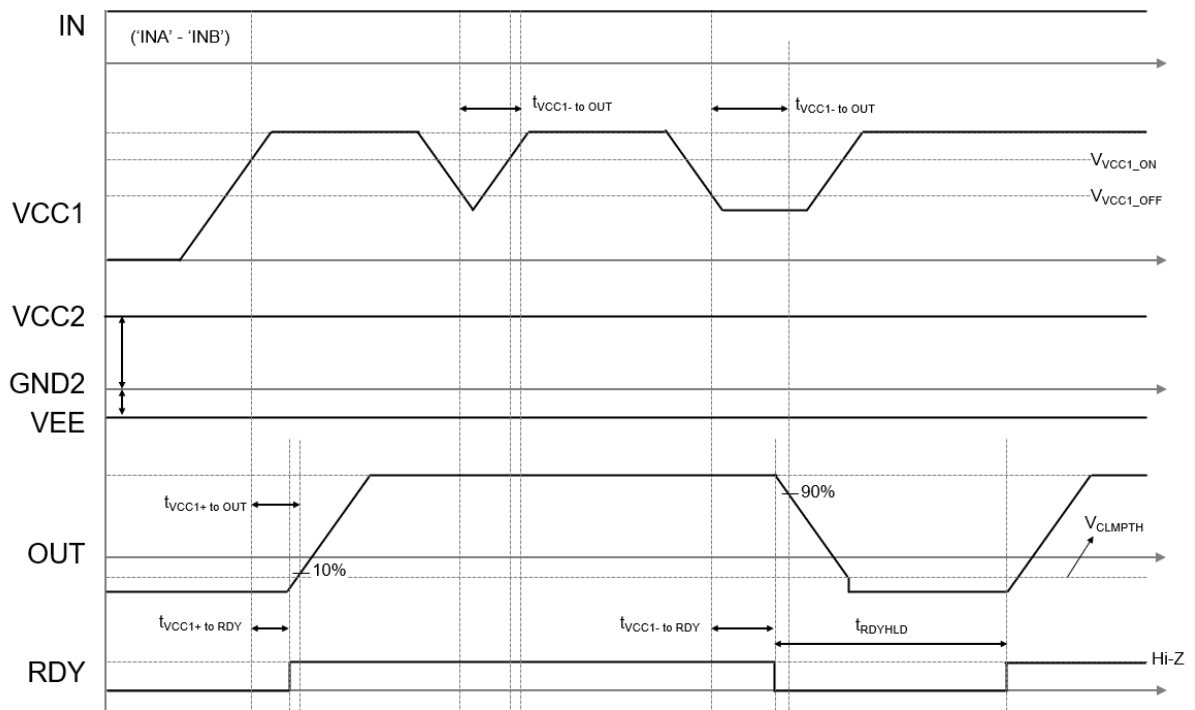 IN
('INA' - 'INB')
tVCC1- to OUT
tVCC1- to OUT
VVCC1_ON
VVCC1_OFF
VCC1
VCC2
GND2
VEE
90%
tVCC1+ to OUT
VCLMPTH
OUT
10%
tVCC1+ to RDY
tVCC1- to RDY
tRDYHLD
Hi-Z
RDY